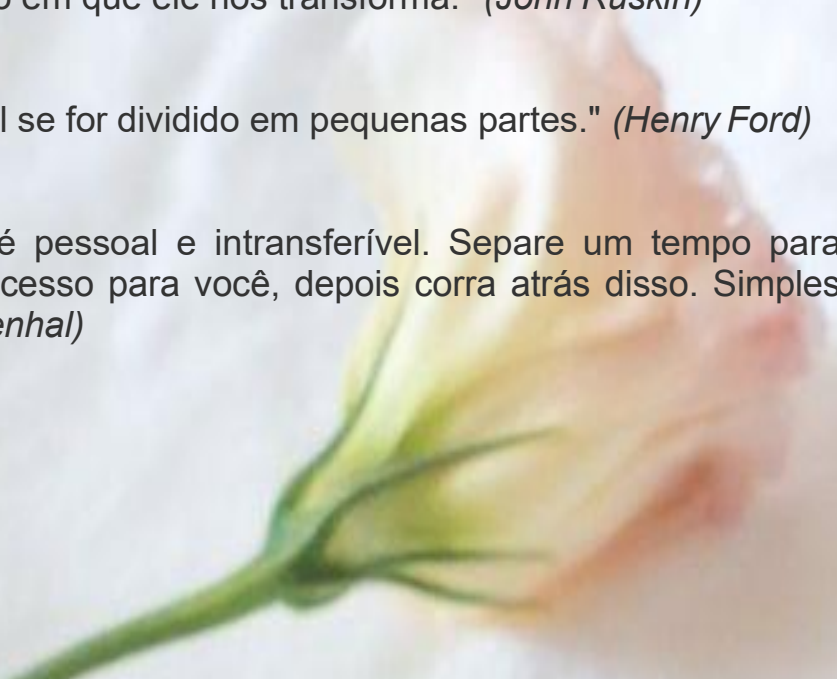 o em que ele nos transforma." (John Ruskin)
l se for dividido em pequenas partes." (Henry Ford)
é pessoal e intransferível. Separe um tempo para
cesso para você, depois corra atrás disso. Simples
enhal)